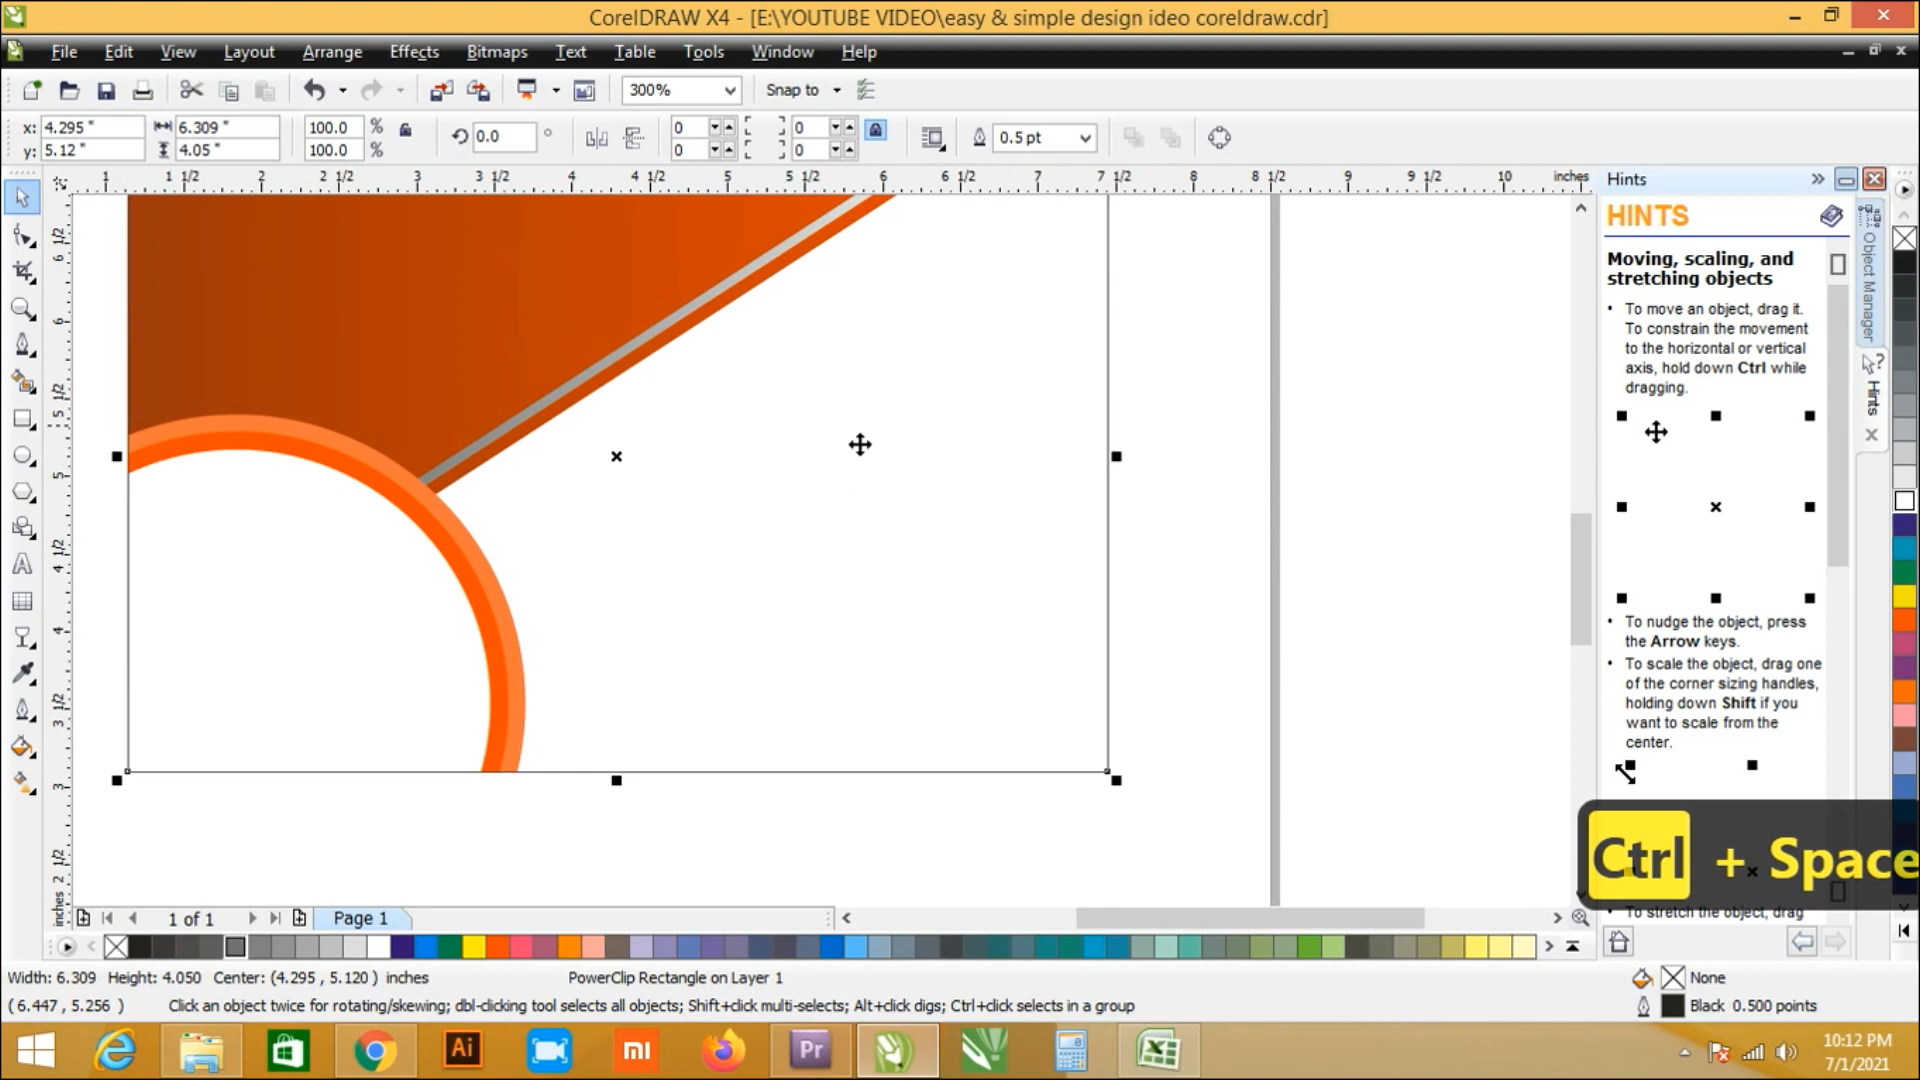 CorelDRAW X4 - [E:\YOUTUBE VIDEO\easy & simple design ideo coreldraw.cdr]
File Edit View Layout Arrange Effects Bitmaps Text Table Tools Window Help
300% Snap to
x: 4.295 " 6.309 " 100.0 % 0.0 ° 0 0 0.5 pt
y: 5.12 " 4.05 " 100.0 % 0 0
1 1 1/2 2 2 1/2 3 3 1/2 4 4 1/2 5 5 1/2 6 6 1/2 7 7 1/2 8 8 1/2 9 9 1/2 10 inches
Hints
HINTS
Moving, scaling, and
stretching objects
• To move an object, drag it.
To constrain the movement
to the horizontal or vertical
axis, hold down Ctrl while
dragging.
• To nudge the object, press
the Arrow keys.
• To scale the object, drag one
of the corner sizing handles,
holding down Shift if you
want to scale from the
center.
• To stretch the object, drag
Object Manager
Hints
Ctrl + Space
1 of 1 Page 1
Width: 6.309 Height: 4.050 Center: (4.295 , 5.120 ) inches PowerClip Rectangle on Layer 1 None
( 6.447 , 5.256 ) Click an object twice for rotating/skewing; dbl-clicking tool selects all objects; Shift+click multi-selects; Alt+click digs; Ctrl+click selects in a group Black 0.500 points
Ai Pr
10:12 PM
7/1/2021